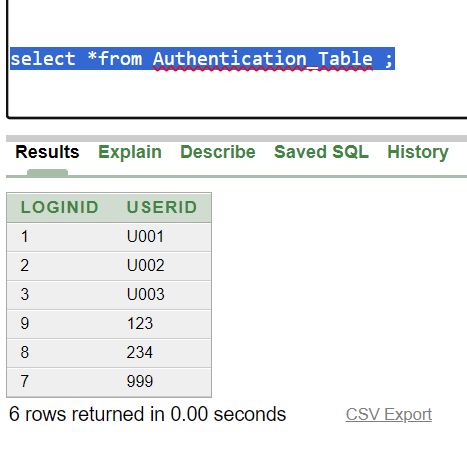 select *from Authentication_Table ;
Results Explain Describe Saved SQL History
LOGINID USERID
1 U001
2 U002
3 U003
9 123
8 234
7 999
6 rows returned in 0.00 seconds CSV Export